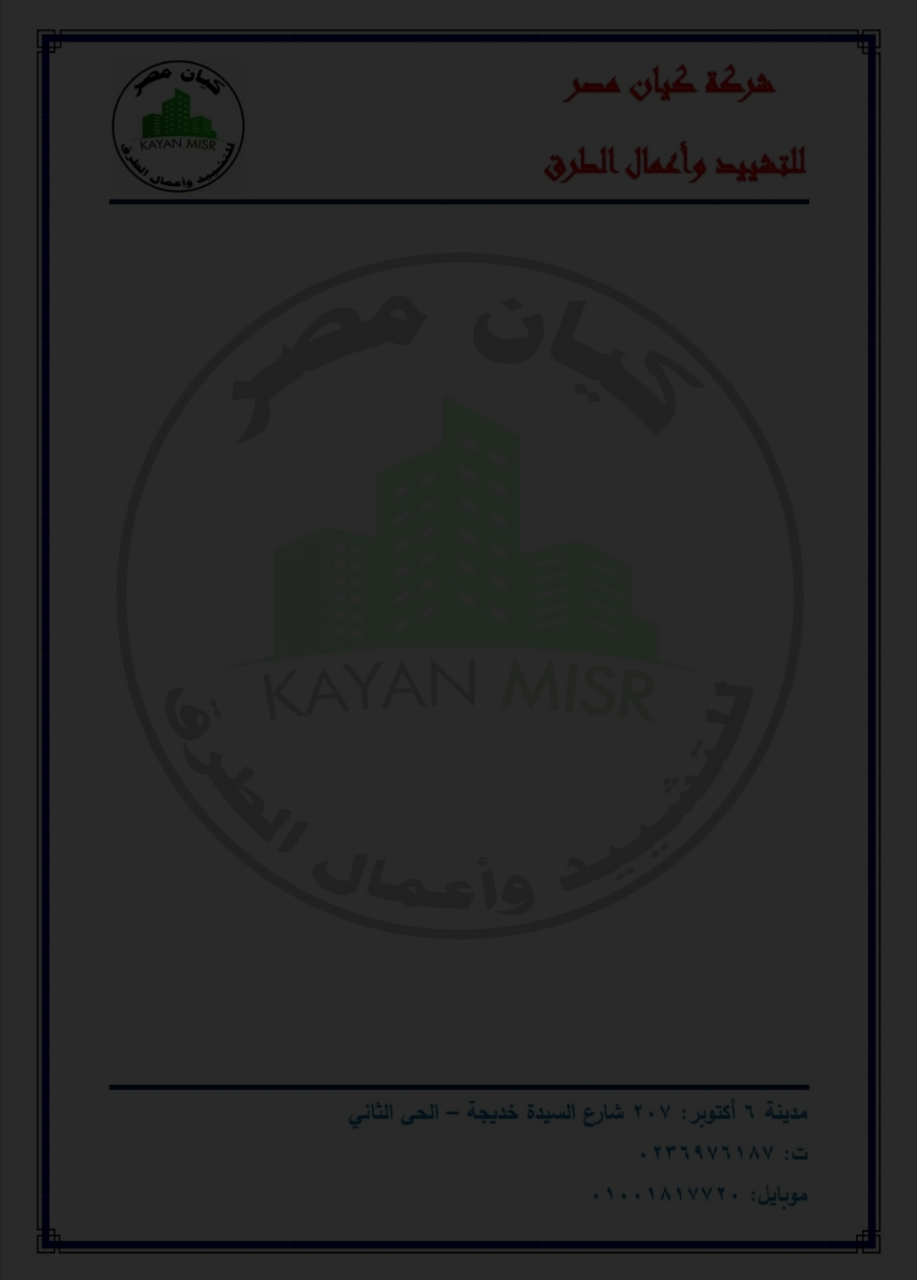 شركة كيان مصر
للتشييد وأعمال الطرق
كيان مصر
KAYAN MISR
للتشييد وأعمال الطرق
كيان مصر
KAYAN MISR
للتشييد وأعمال الطرق
مدينة ٦ أكتوبر: ٢٠٧ شارع السيدة خديجة – الحى الثاني
ت: ٠٢٣٦٩٧٦١٨٧
موبايل: ٠١٠٠١٨١٧٧٢٠